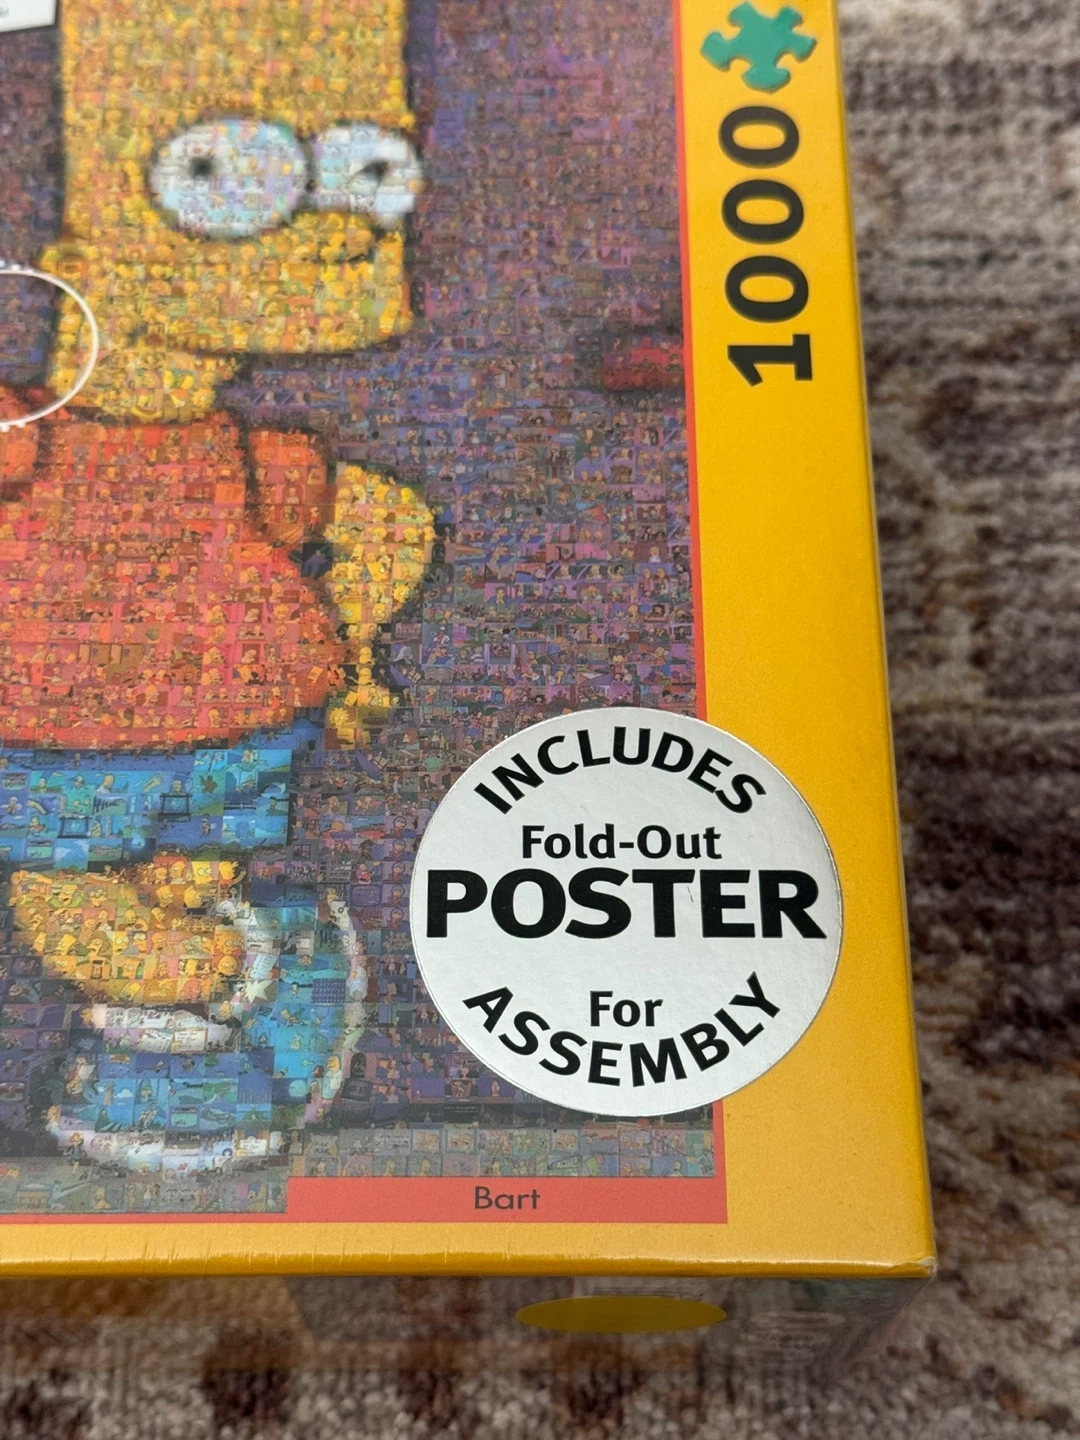 1000
INCLUDES
Fold-Out
POSTER
For
ASSEMBLY
Bart